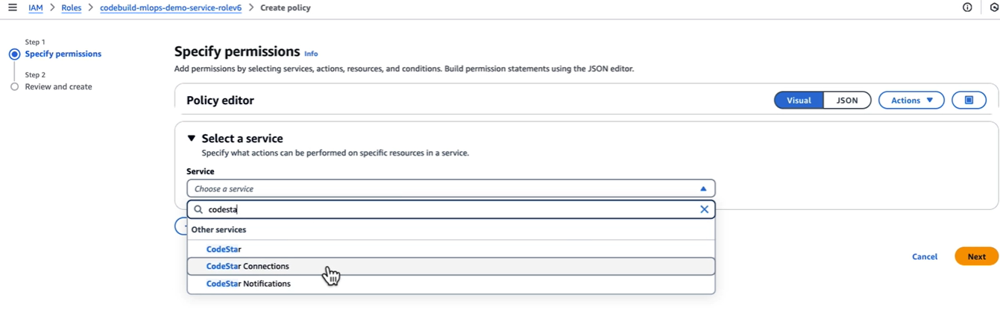 IAM > Roles > codebuild-mlops-demo-service-rolev6 > Create policy
Step 1
Specify permissions
Step 2
Review and create
Specify permissions Info
Add permissions by selecting services, actions, resources, and conditions. Build permission statements using the JSON editor.
Policy editor
Visual JSON Actions
Select a service
Specify what actions can be performed on specific resources in a service.
Service
Choose a service
codesta
Other services
CodeStar
CodeStar Connections
CodeStar Notifications
Cancel Next